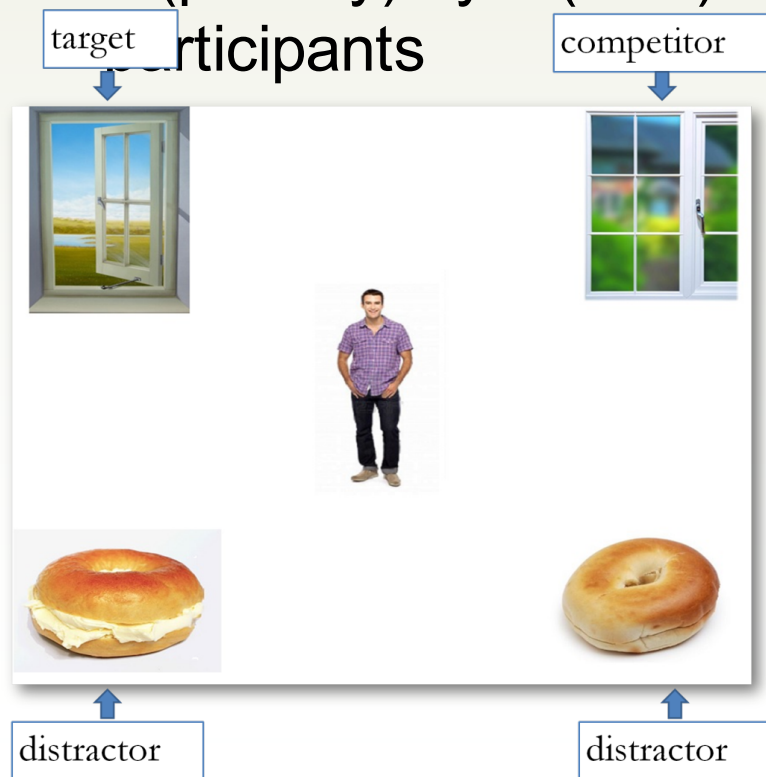 target
competitor
participants
distractor
distractor